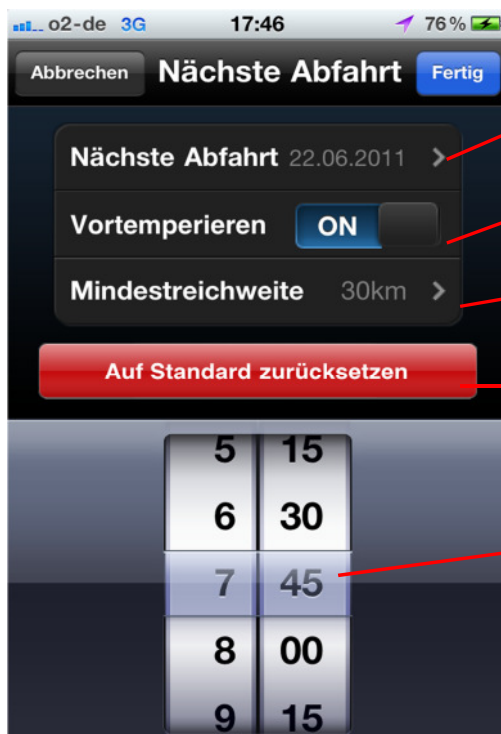 o2-de 3G 17:46 76%
Abbrechen Nächste Abfahrt Fertig
Nächste Abfahrt 22.06.2011
Vortemperieren ON
Mindestreichweite 30km
Auf Standard zurücksetzen
5 15
6 30
7 45
8 00
9 15